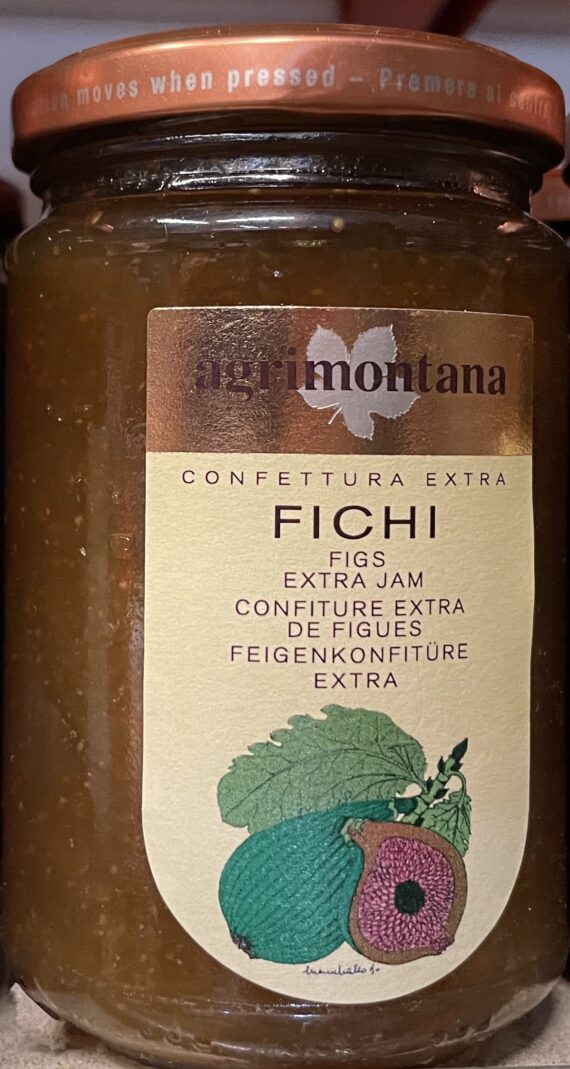 moves when pressed – Premere al
agrimontana
CONFETTURA EXTRA
FICHI
FIGS
EXTRA JAM
CONFITURE EXTRA
DE FIGUES
FEIGENKONFITÜRE
EXTRA